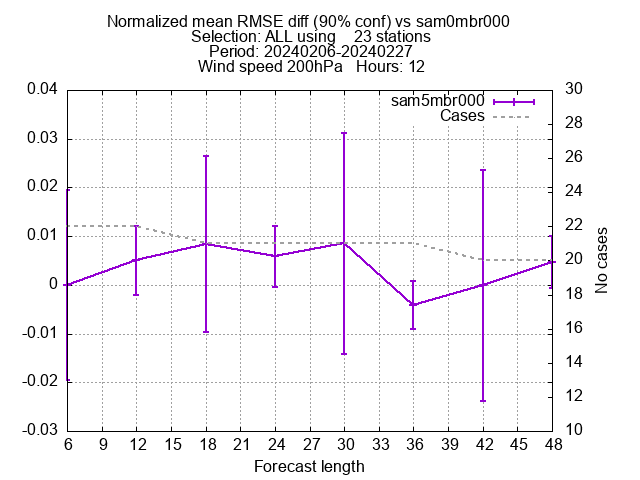 Normalized mean RMSE diff (90% conf) vs sam0mbr000
Selection: ALL using    23 stations
Period: 20240206-20240227
Wind speed 200hPa   Hours: 12
0.04
0.03
0.02
0.01
0
-0.01
-0.02
-0.03
30
28
26
24
22
20
18
16
14
12
10
sam5mbr000
Cases
No cases
6 9 12 15 18 21 24 27 30 33 36 39 42 45 48
Forecast length